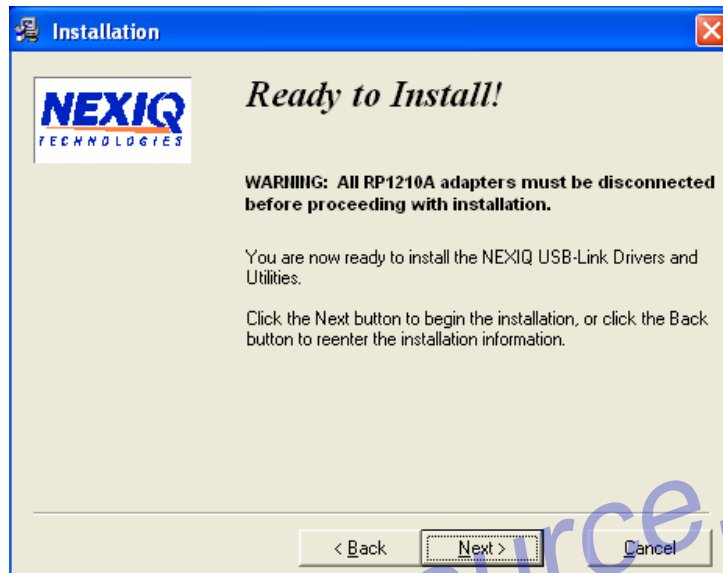 Installation
NEXIQ
TECHNOLOGIES
Ready to Install!
WARNING: All RP1210A adapters must be disconnected
before proceeding with installation.
You are now ready to install the NEXIQ USB-Link Drivers and
Utilities.
Click the Next button to begin the installation, or click the Back
button to reenter the installation information.
< Back Next > Cancel